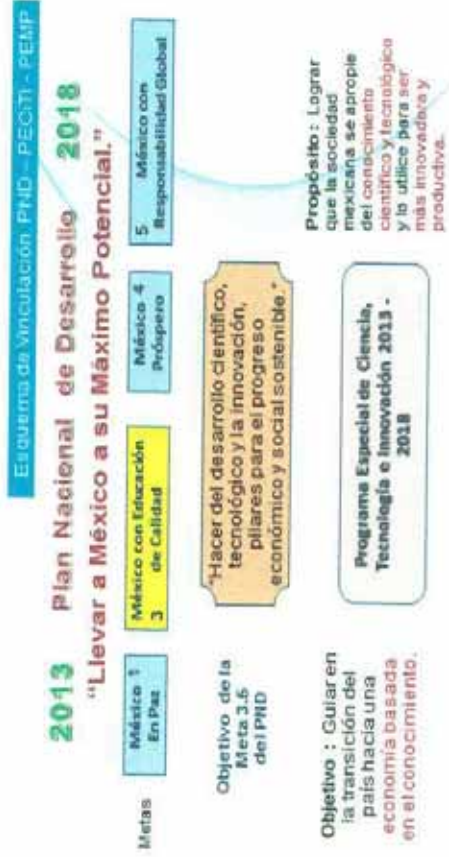 Esquema de Vinculación PND - PECiTI - PEMP
2013 Plan Nacional de Desarrollo 2018
“Llevar a México a su Máximo Potencial.”
Metas
México 1
En Paz
México con Educación
3 de Calidad
México 4
Próspero
5 México con
Responsabilidad Global
Objetivo de la
Meta 3.5
del PND
"Hacer del desarrollo científico,
tecnológico y la innovación,
pilares para el progreso
económico y social sostenible."
Objetivo : Guiar en
la transición del
país hacia una
economía basada
en el conocimiento.
Programa Especial de Ciencia,
Tecnología e Innovación 2013 -
2018
Propósito : Lograr
que la sociedad
mexicana se apropie
del conocimiento
científico y tecnológico
y lo utilice para ser
más innovadora y
productiva.